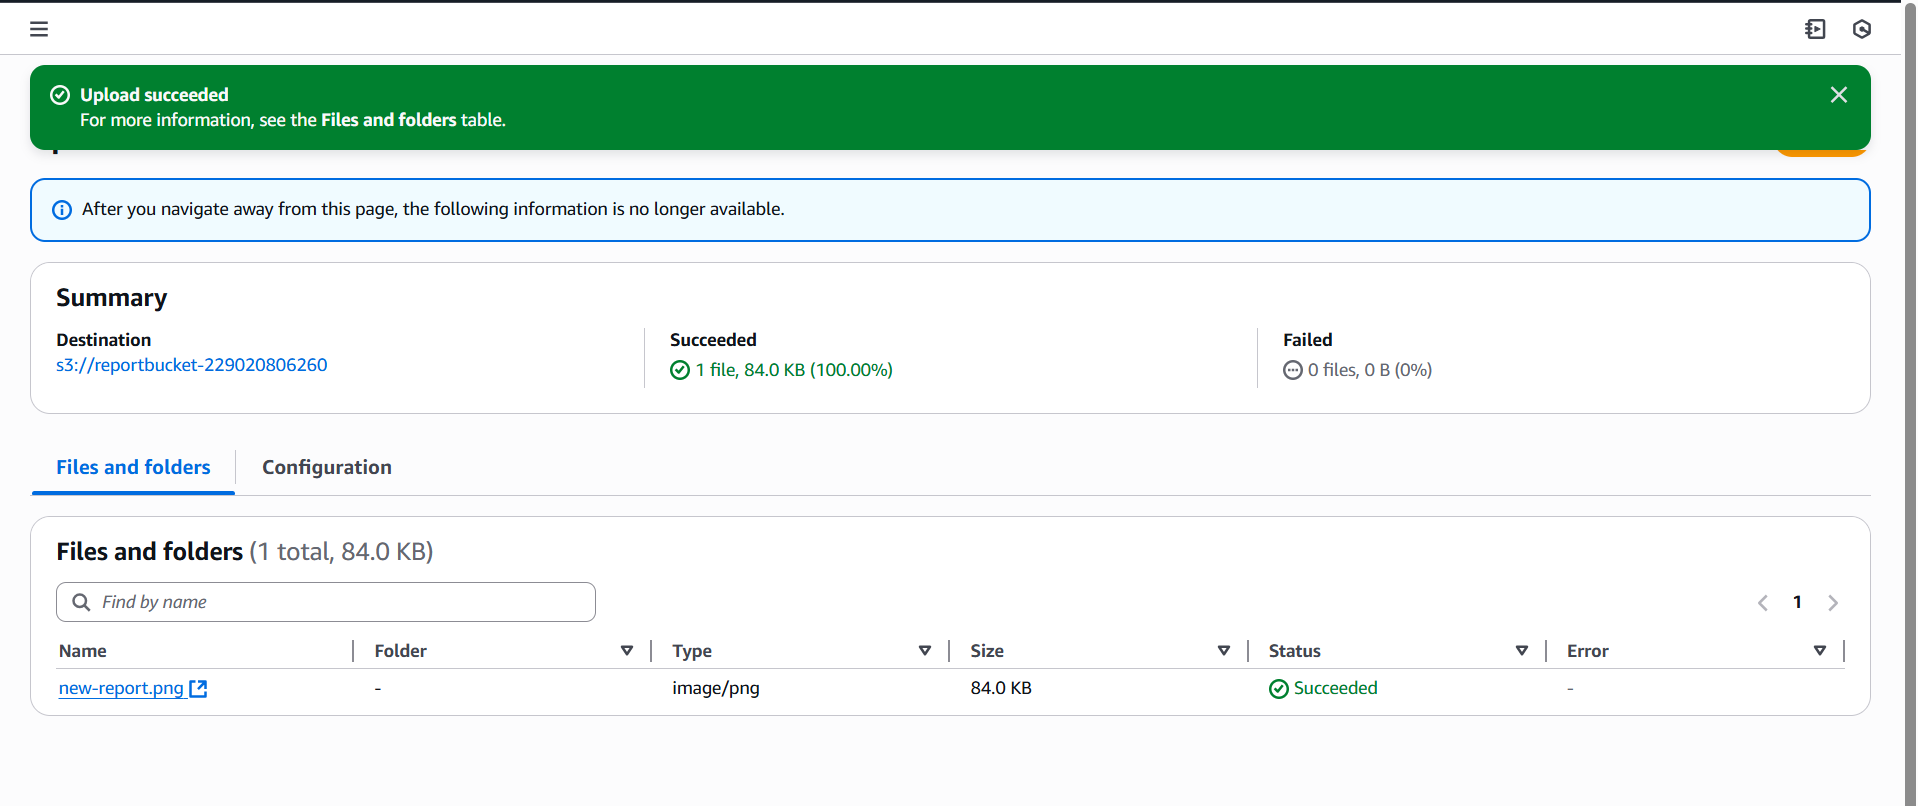 Upload succeeded
For more information, see the Files and folders table.
After you navigate away from this page, the following information is no longer available.
Summary
Destination
s3://reportbucket-229020806260
Succeeded
1 file, 84.0 KB (100.00%)
Failed
0 files, 0 B (0%)
Files and folders
Configuration
Files and folders (1 total, 84.0 KB)
Find by name
1
Name Folder Type Size Status Error
new-report.png - image/png 84.0 KB Succeeded -